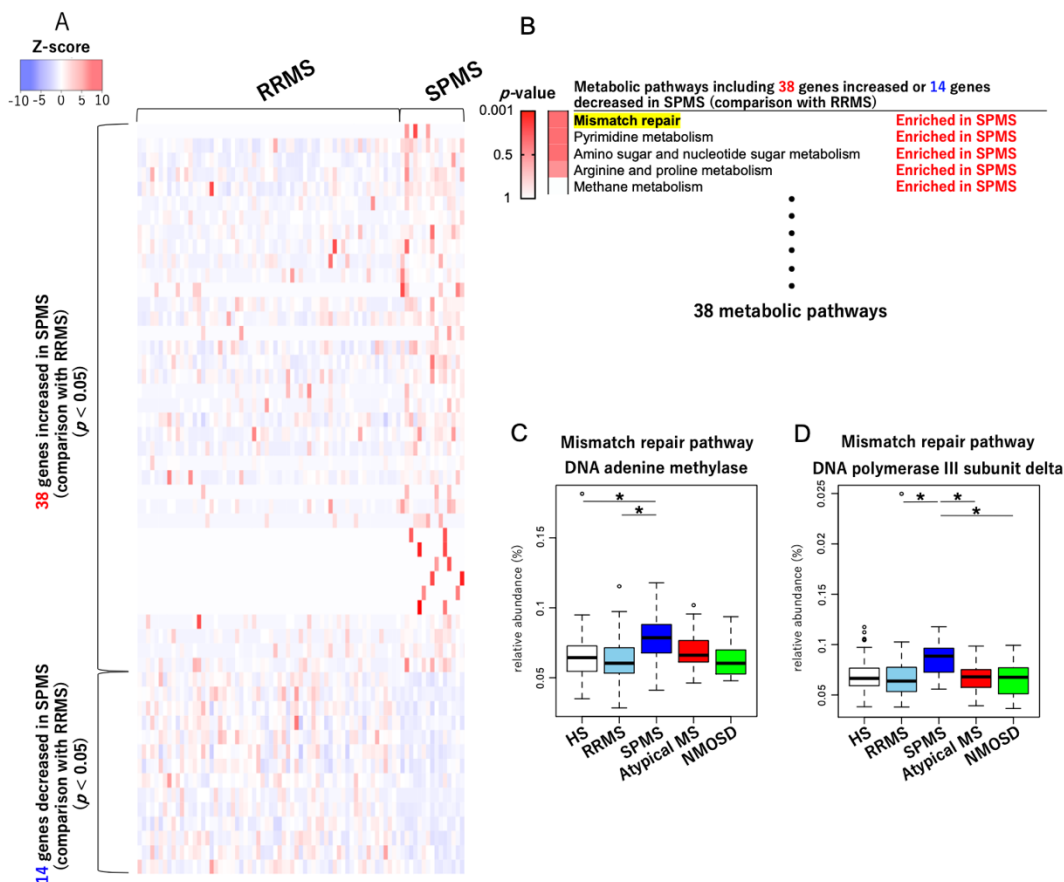 A
Z-score
-10 -5 0 5 10
RRMS
SPMS
38 genes increased in SPMS
(comparison with RRMS)
(p < 0.05)
14 genes decreased in SPMS
(comparison with RRMS)
(p < 0.05)
B
p-value
0.001
0.5
1
Metabolic pathways including 38 genes increased or 14 genes
decreased in SPMS (comparison with RRMS)
Mismatch repair Enriched in SPMS
Pyrimidine metabolism Enriched in SPMS
Amino sugar and nucleotide sugar metabolism Enriched in SPMS
Arginine and proline metabolism Enriched in SPMS
Methane metabolism Enriched in SPMS
38 metabolic pathways
C
Mismatch repair pathway
DNA adenine methylase
relative abundance (%)
0.15
0.1
0.05
* 
*
HS
RRMS
SPMS
Atypical MS
NMOSD
D
Mismatch repair pathway
DNA polymerase III subunit delta
relative abundance (%)
0.025
0.02
0.15
0.1
0.05
* *
*
HS
RRMS
SPMS
Atypical MS
NMOSD